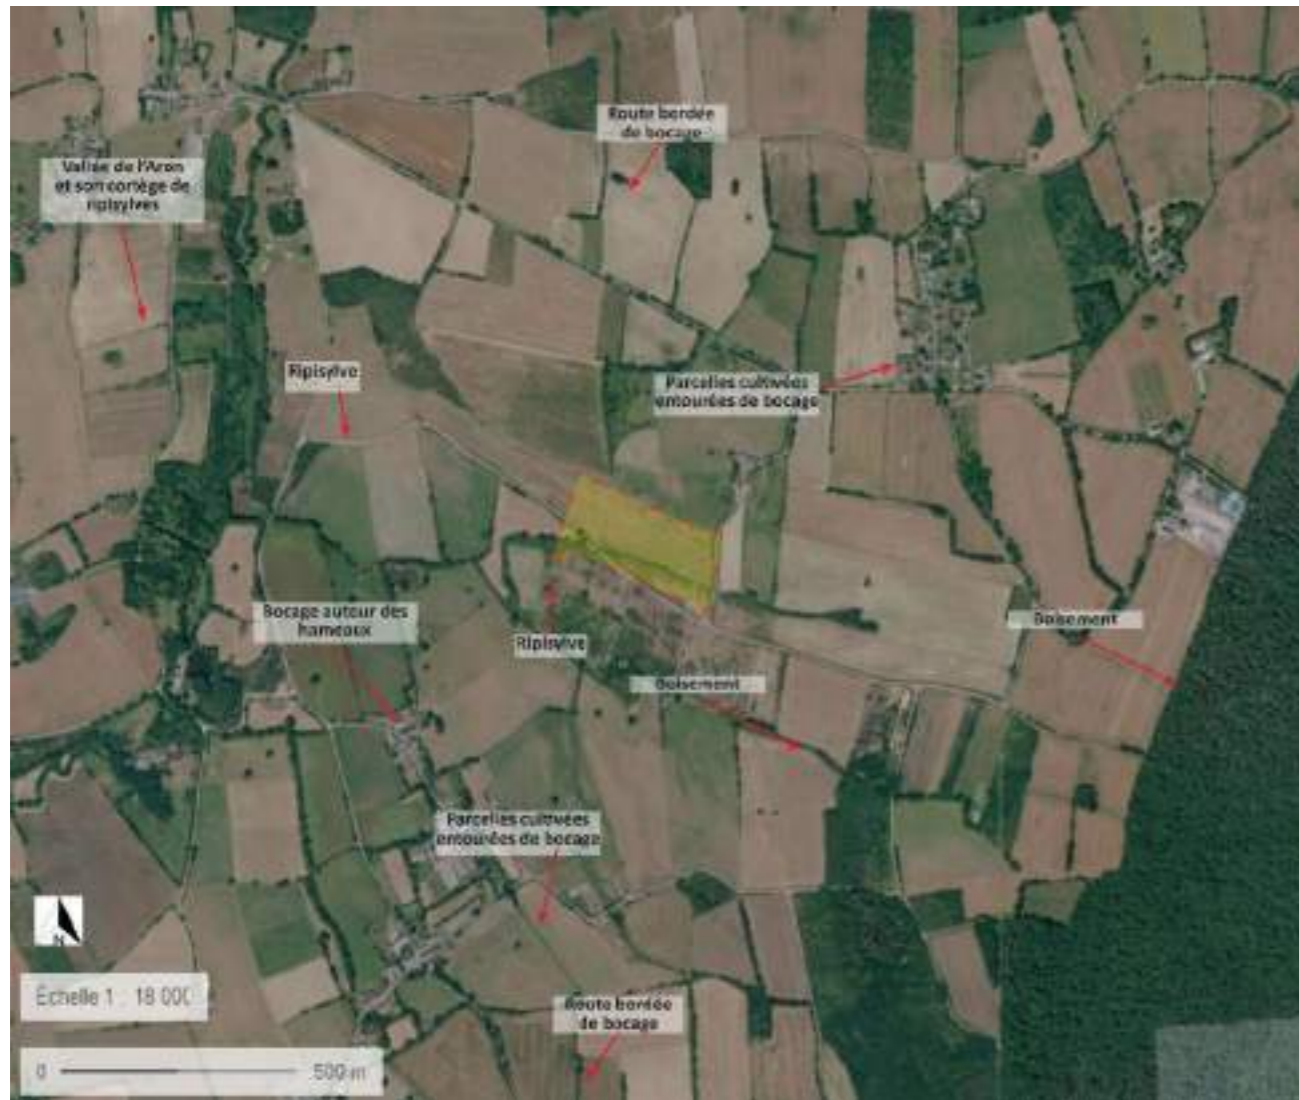 Route bordée
de bocage
Vallée de l'Aron
et son cortège de
ripisylves
Ripisylve
Parcelles cultivées
entourées de bocage
Bocage autour des
hameaux
Ripisylve
Boisement
Boisement
Parcelles cultivées
entourées de bocage
N
Échelle 1 : 18 000
Route bordée
de bocage
0 500 m